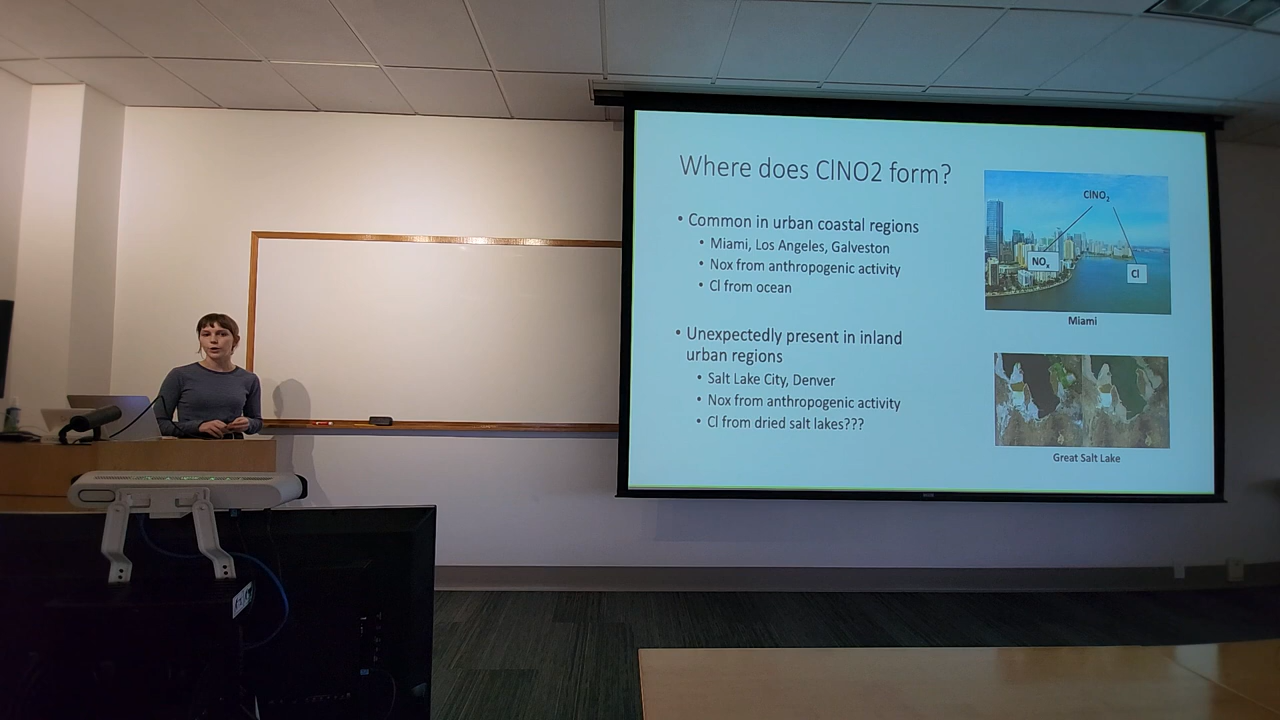 Where does ClNO2 form?
• Common in urban coastal regions
• Miami, Los Angeles, Galveston
• Nox from anthropogenic activity
• Cl from ocean
• Unexpectedly present in inland
urban regions
• Salt Lake City, Denver
• Nox from anthropogenic activity
• Cl from dried salt lakes???
ClNO₂
NOₓ
Cl
Miami
Great Salt Lake